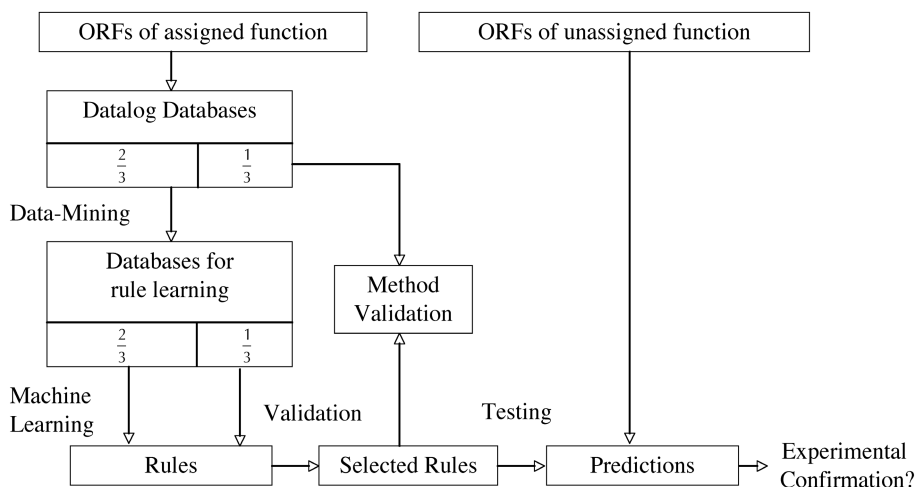 ORFs of assigned function
ORFs of unassigned function
Datalog Databases
2/3
1/3
Data-Mining
Databases for
rule learning
Method
Validation
2/3
1/3
Machine
Learning
Validation
Testing
Rules
Selected Rules
Predictions
Experimental
Confirmation?